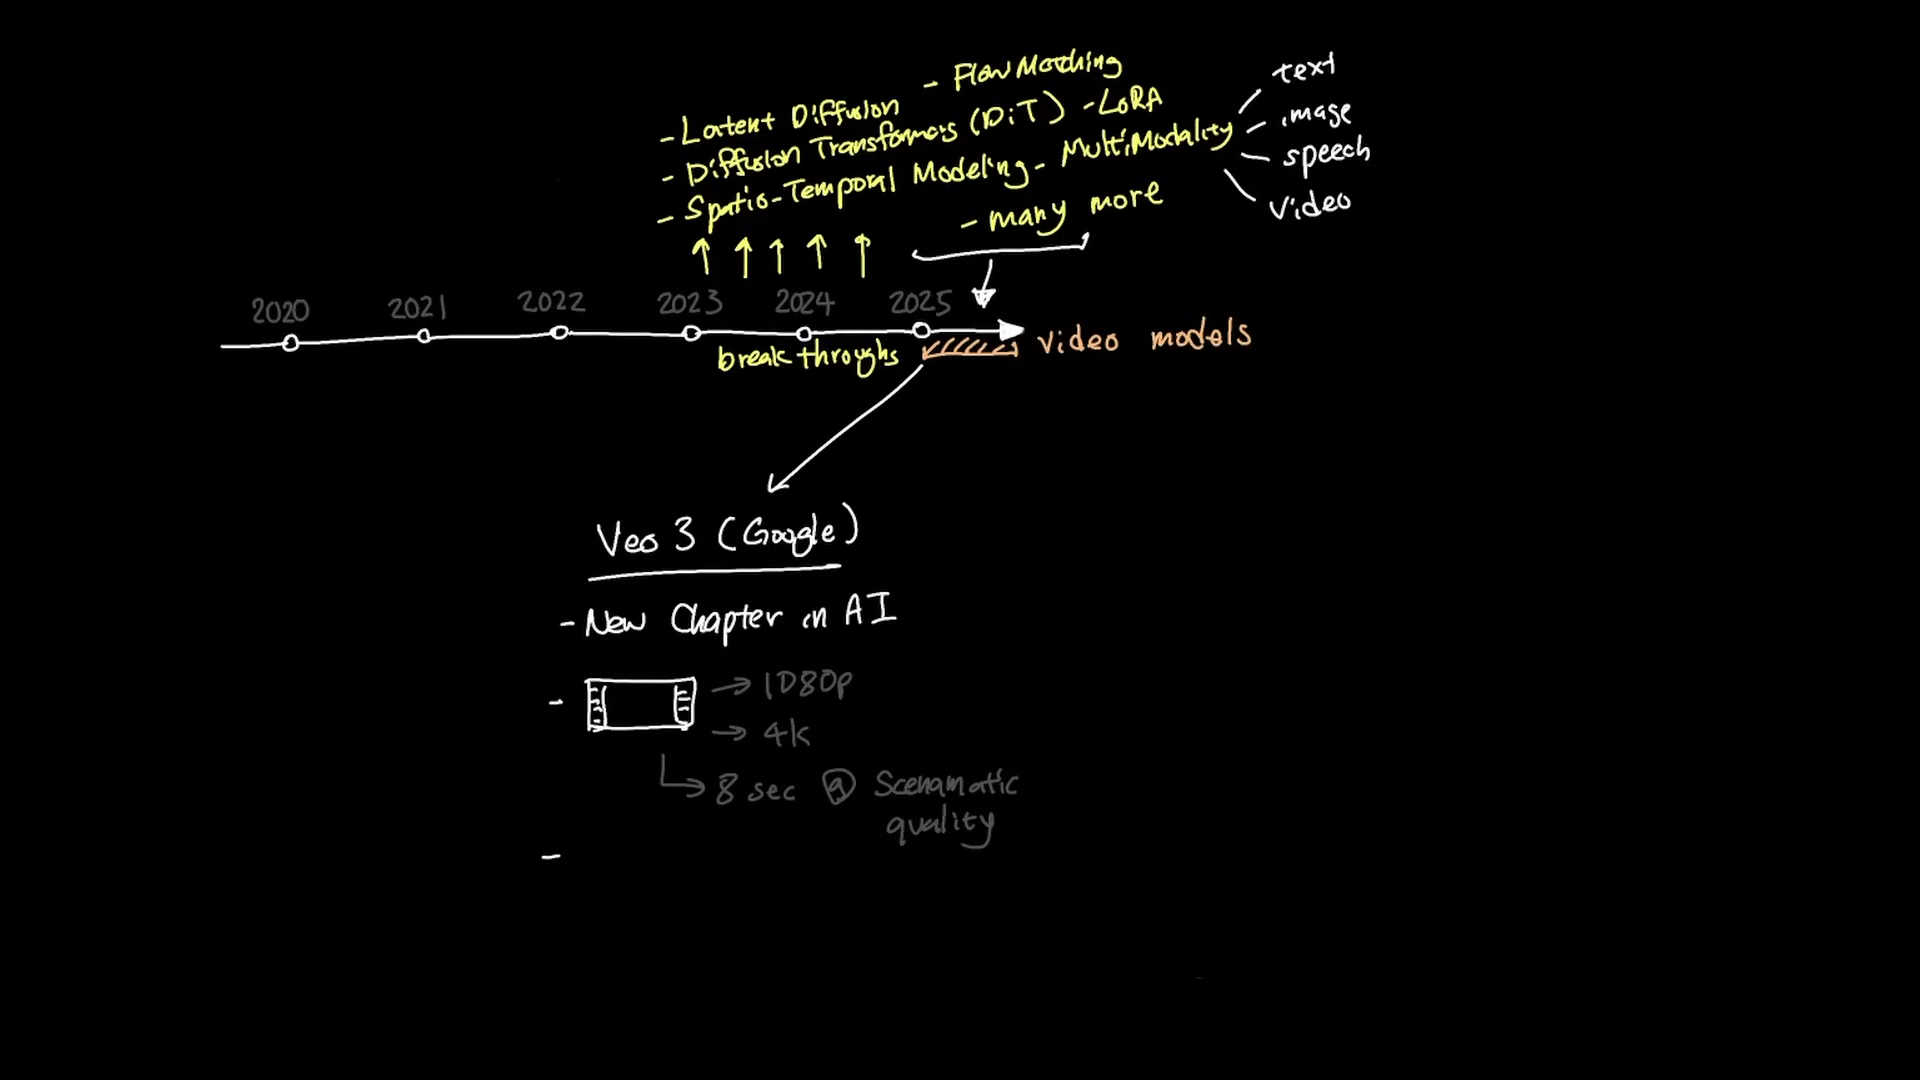 - Flow Matching
- Latent Diffusion
- Diffusion Transformors (DiT) - LoRA
- Spatio-Temporal Modeling - MultiModality
- many more
text
image
speech
video
2020 2021 2022 2023 2024 2025
break throughs
video models
Veo 3 (Google)
- New Chapter in AI
- → 1080p
→ 4k
→ 8 sec @ Scenamatic
quality
-